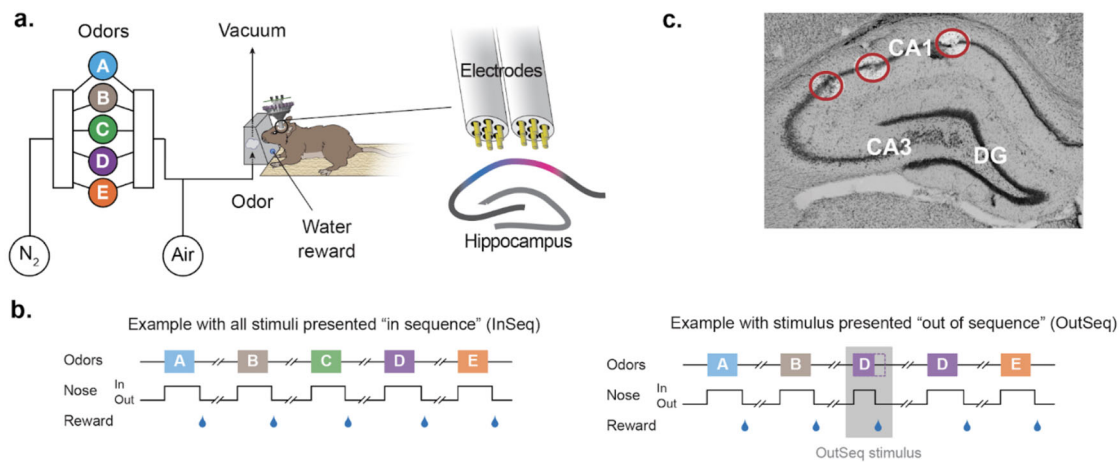 a.
Odors
A
B
C
D
E
N2
Air
Vacuum
Odor
Water
reward
Electrodes
Hippocampus
c.
CA1
CA3
DG
b.
Example with all stimuli presented “in sequence” (InSeq)
Odors
A B C D E
Nose In
Out
Reward
Example with stimulus presented “out of sequence” (OutSeq)
Odors
A B D D E
Nose In
Out
Reward
OutSeq stimulus